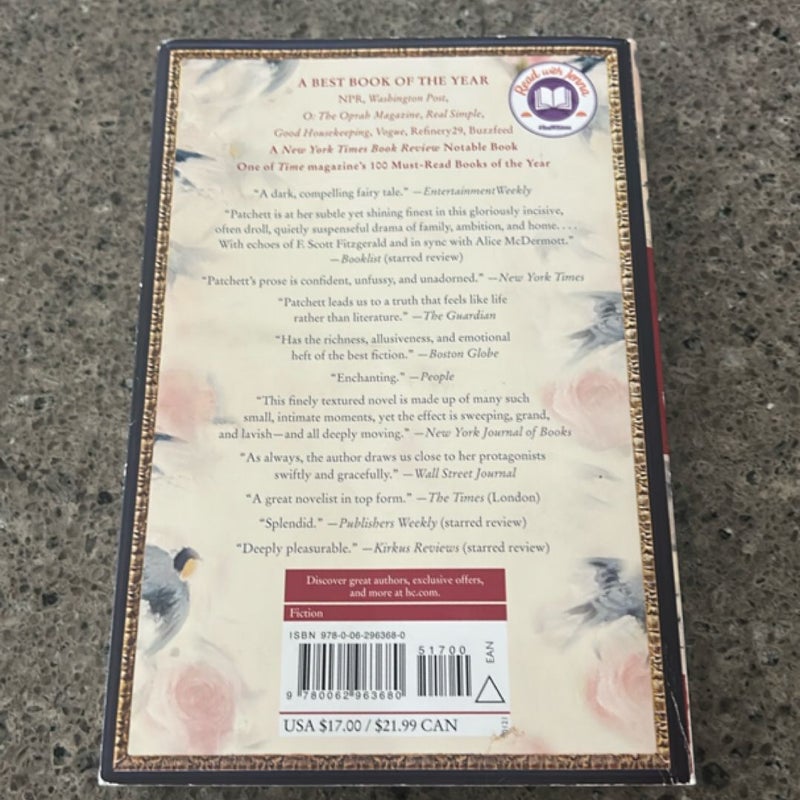 A BEST BOOK OF THE YEAR
NPR, Washington Post,
O: The Oprah Magazine, Real Simple,
Good Housekeeping, Vogue, Refinery29, Buzzfeed
A New York Times Book Review Notable Book
One of Time magazine's 100 Must-Read Books of the Year
Read with Jenna
"A dark, compelling fairy tale." —Entertainment Weekly
"Patchett is at her subtle yet shining finest in this gloriously incisive,
often droll, quietly suspenseful drama of family, ambition, and home. . . .
With echoes of F. Scott Fitzgerald and in sync with Alice McDermott."
—Booklist (starred review)
"Patchett's prose is confident, unfussy, and unadorned." —New York Times
"Patchett leads us to a truth that feels like life
rather than literature." —The Guardian
"Has the richness, allusiveness, and emotional
heft of the best fiction." —Boston Globe
"Enchanting." —People
"This finely textured novel is made up of many such
small, intimate moments, yet the effect is sweeping, grand,
and lavish—and all deeply moving." —New York Journal of Books
"As always, the author draws us close to her protagonists
swiftly and gracefully." —Wall Street Journal
"A great novelist in top form." —The Times (London)
"Splendid." —Publishers Weekly (starred review)
"Deeply pleasurable." —Kirkus Reviews (starred review)
Discover great authors, exclusive offers,
and more at hc.com.
Fiction
ISBN 978-0-06-296368-0
51700
EAN
9 780062 963680
USA $17.00 / $21.99 CAN